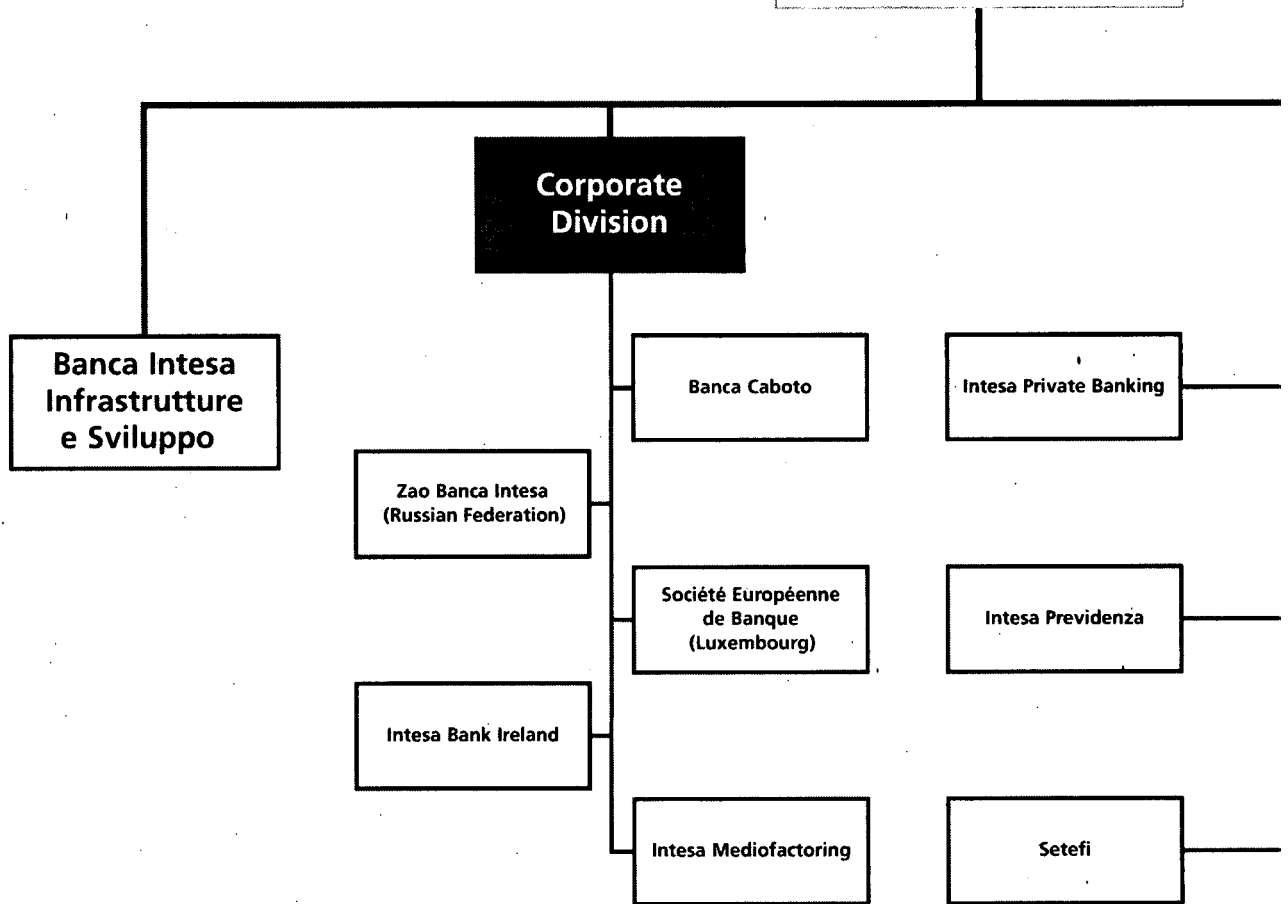 Corporate
Division
Banca Intesa
Infrastrutture
e Sviluppo
Banca Caboto
Intesa Private Banking
Zao Banca Intesa
(Russian Federation)
Société Européenne
de Banque
(Luxembourg)
Intesa Previdenza
Intesa Bank Ireland
Intesa Mediofactoring
Setefi